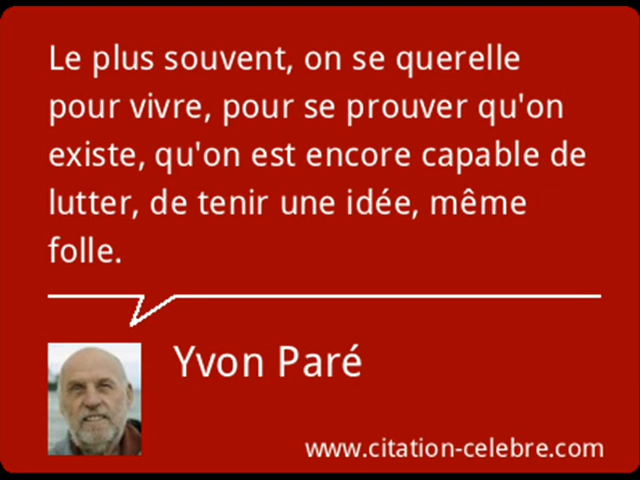 Le plus souvent, on se querelle
pour vivre, pour se prouver qu'on
existe, qu'on est encore capable de
lutter, de tenir une idée, même
folle.
Yvon Paré
www.citation-celebre.com